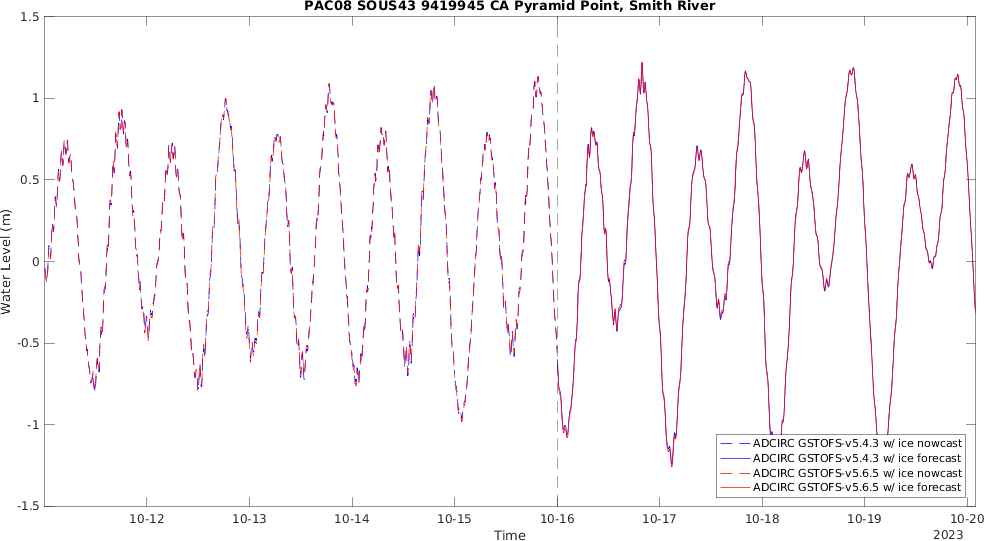 PAC08 SOUS43 9419945 CA Pyramid Point, Smith River
1.5
1
0.5
0
-0.5
-1
-1.5
Water Level (m)
ADCIRC GSTOFS-v5.4.3 w/ ice nowcast
ADCIRC GSTOFS-v5.4.3 w/ ice forecast
ADCIRC GSTOFS-v5.6.5 w/ ice nowcast
ADCIRC GSTOFS-v5.6.5 w/ ice forecast
10-12 10-13 10-14 10-15 10-16 10-17 10-18 10-19 10-20
Time
2023